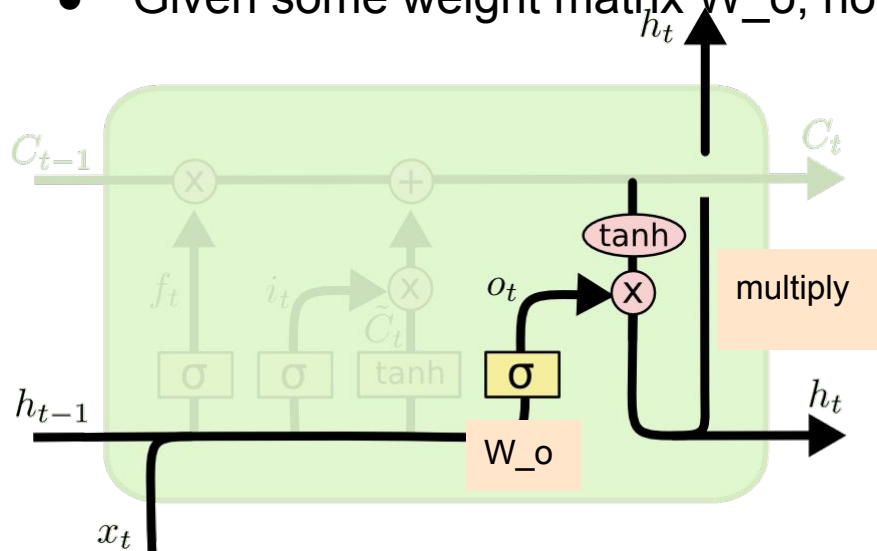 ● Given some weight matrix W_o, no
h_t
C_{t-1}
C_t
x
+
tanh
f_t
i_t
x
o_t
x
multiply
C̃_t
σ
σ
tanh
σ
h_{t-1}
h_t
W_o
x_t